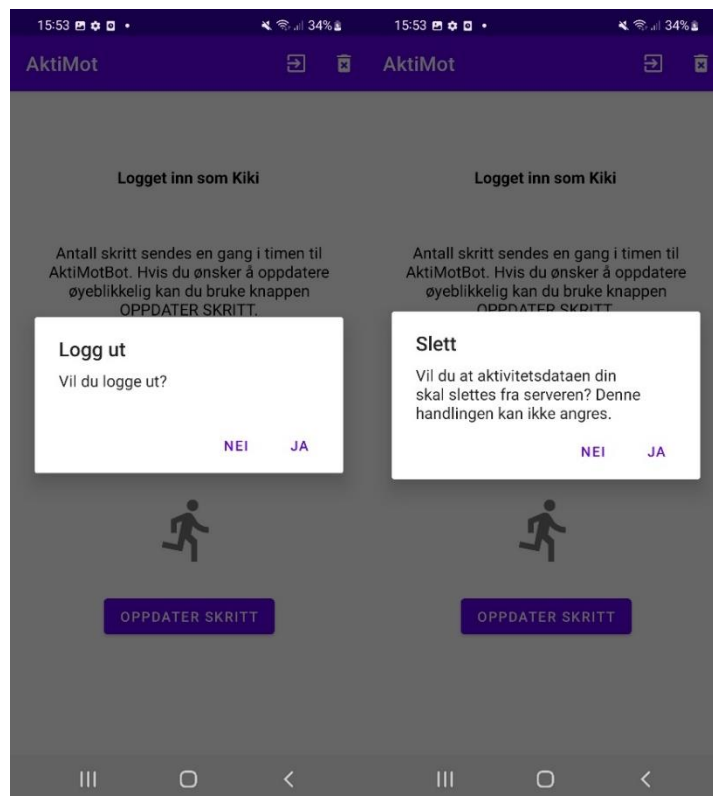 15:53
34%
AktiMot
Logget inn som Kiki
Antall skritt sendes en gang i timen til
AktiMotBot. Hvis du ønsker å oppdatere
øyeblikkelig kan du bruke knappen
OPPDATER SKRITT.
Logg ut
Vil du logge ut?
NEI JA
OPPDATER SKRITT
15:53
34%
AktiMot
Logget inn som Kiki
Antall skritt sendes en gang i timen til
AktiMotBot. Hvis du ønsker å oppdatere
øyeblikkelig kan du bruke knappen
OPPDATER SKRITT
Slett
Vil du at aktivitetsdataen din
skal slettes fra serveren? Denne
handlingen kan ikke angres.
NEI JA
OPPDATER SKRITT